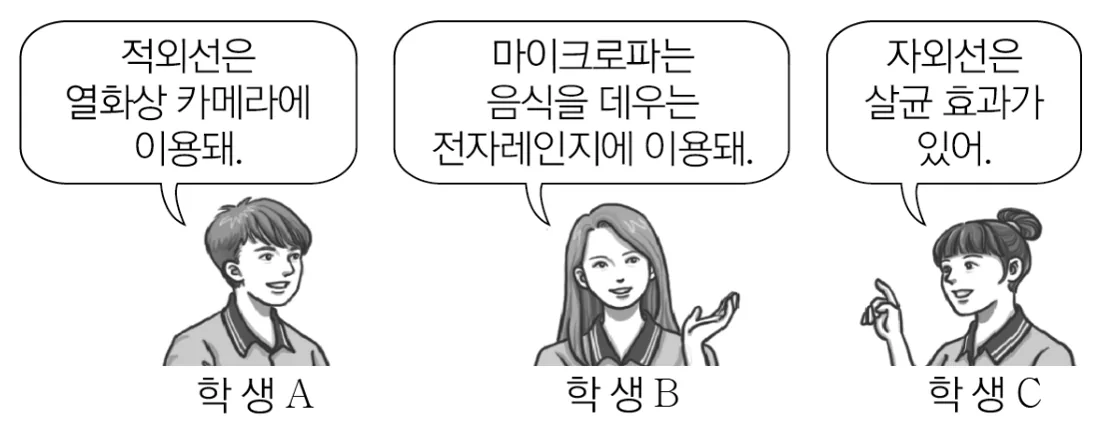 적외선은
열화상 카메라에
이용돼.
마이크로파는
음식을 데우는
전자레인지에 이용돼.
자외선은
살균 효과가
있어.
학생 A
학생 B
학생 C